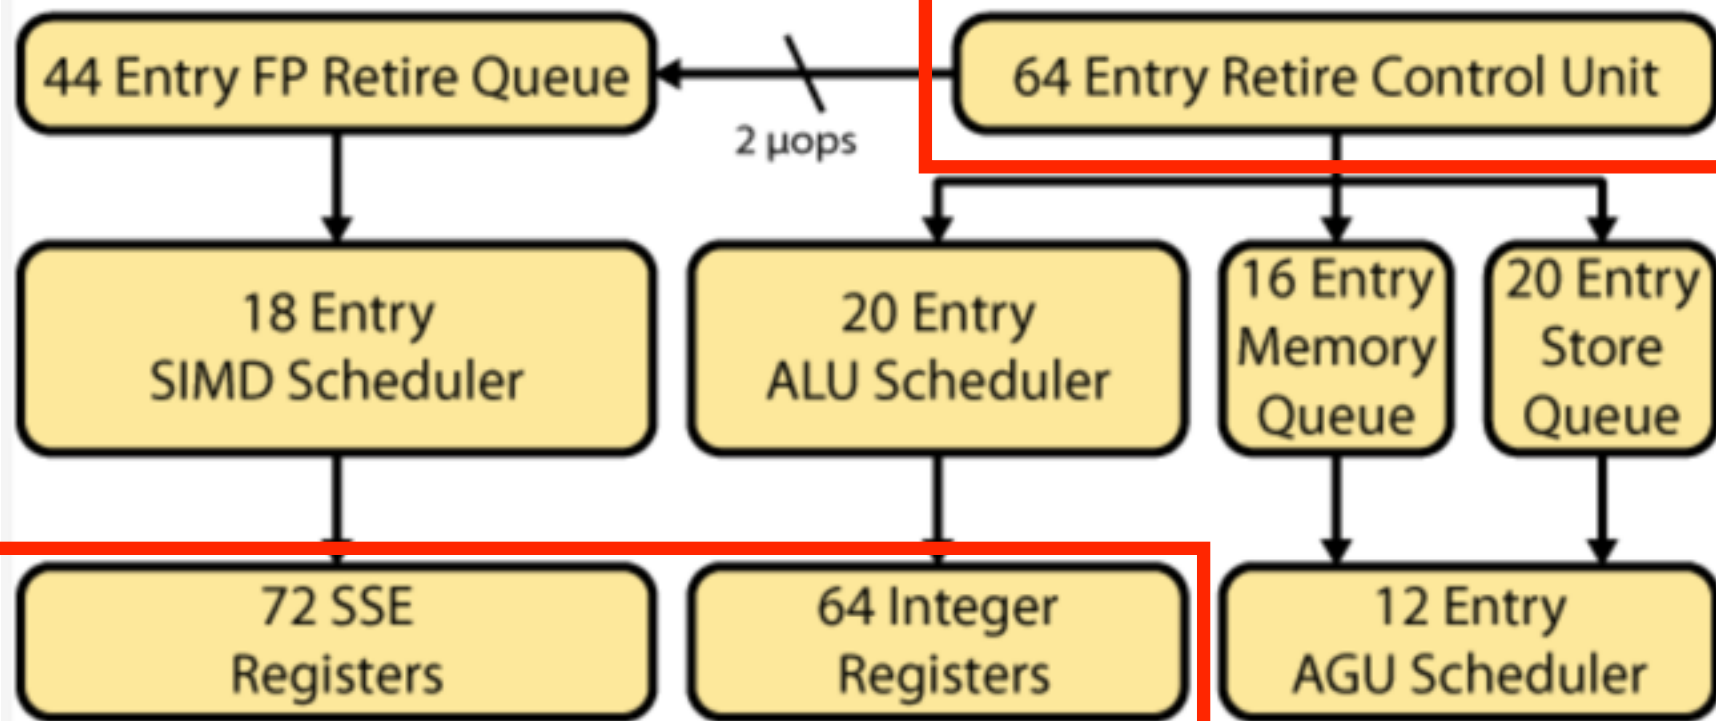 44 Entry FP Retire Queue
2 μops
64 Entry Retire Control Unit
18 Entry
SIMD Scheduler
20 Entry
ALU Scheduler
16 Entry
Memory
Queue
20 Entry
Store
Queue
72 SSE
Registers
64 Integer
Registers
12 Entry
AGU Scheduler